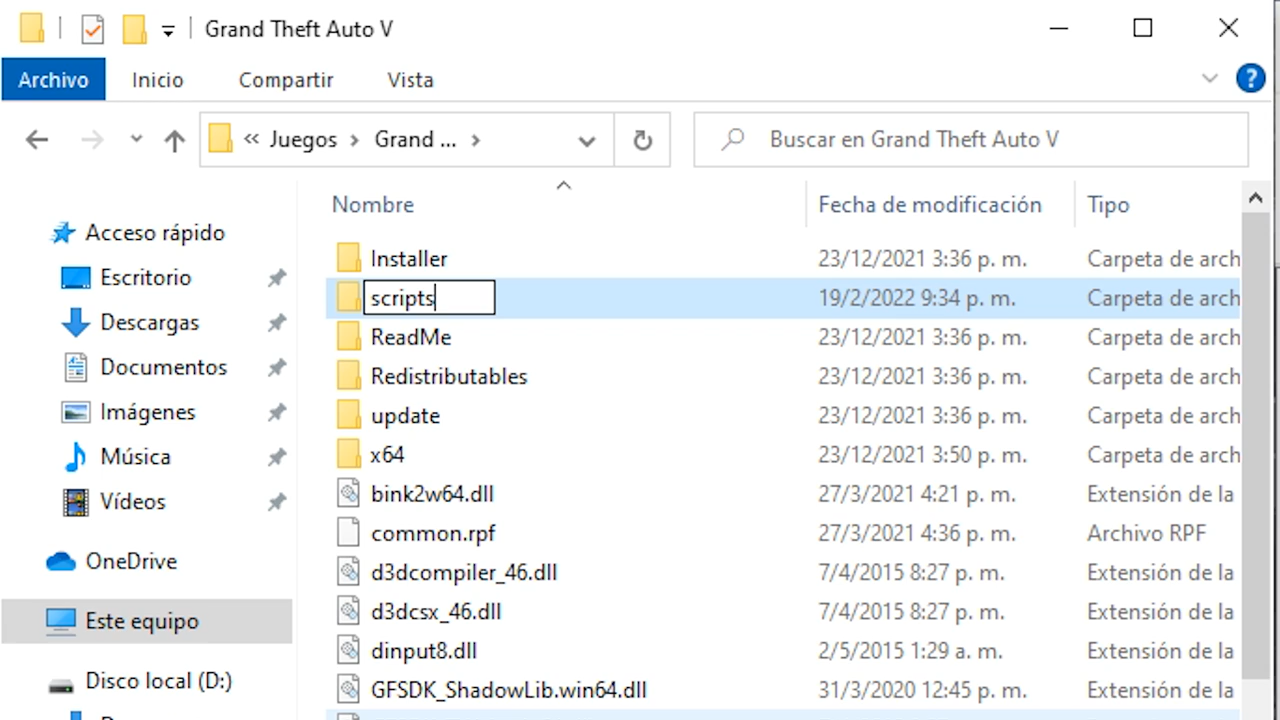 Grand Theft Auto V
Archivo Inicio Compartir Vista ?
« Juegos > Grand ... > Buscar en Grand Theft Auto V
Nombre Fecha de modificación Tipo
Acceso rápido
Escritorio
Descargas
Documentos
Imágenes
Música
Vídeos
OneDrive
Este equipo
Disco local (D:)
Installer 23/12/2021 3:36 p. m. Carpeta de arch
scripts 19/2/2022 9:34 p. m. Carpeta de arch
ReadMe 23/12/2021 3:36 p. m. Carpeta de arch
Redistributables 23/12/2021 3:36 p. m. Carpeta de arch
update 23/12/2021 3:36 p. m. Carpeta de arch
x64 23/12/2021 3:50 p. m. Carpeta de arch
bink2w64.dll 27/3/2021 4:21 p. m. Extensión de la
common.rpf 27/3/2021 4:36 p. m. Archivo RPF
d3dcompiler_46.dll 7/4/2015 8:27 p. m. Extensión de la
d3dcsx_46.dll 7/4/2015 8:27 p. m. Extensión de la
dinput8.dll 2/5/2015 1:29 a. m. Extensión de la
GFSDK_ShadowLib.win64.dll 31/3/2020 12:45 p. m. Extensión de la